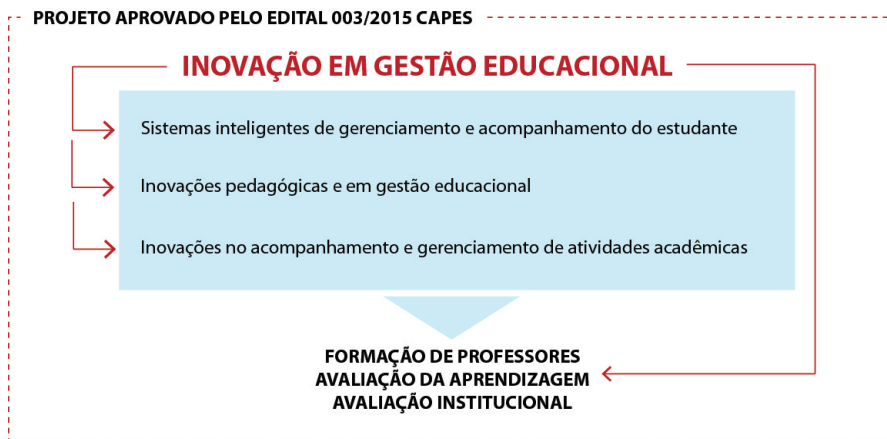 PROJETO APROVADO PELO EDITAL 003/2015 CAPES
INOVAÇÃO EM GESTÃO EDUCACIONAL
Sistemas inteligentes de gerenciamento e acompanhamento do estudante
Inovações pedagógicas e em gestão educacional
Inovações no acompanhamento e gerenciamento de atividades acadêmicas
FORMAÇÃO DE PROFESSORES
AVALIAÇÃO DA APRENDIZAGEM
AVALIAÇÃO INSTITUCIONAL